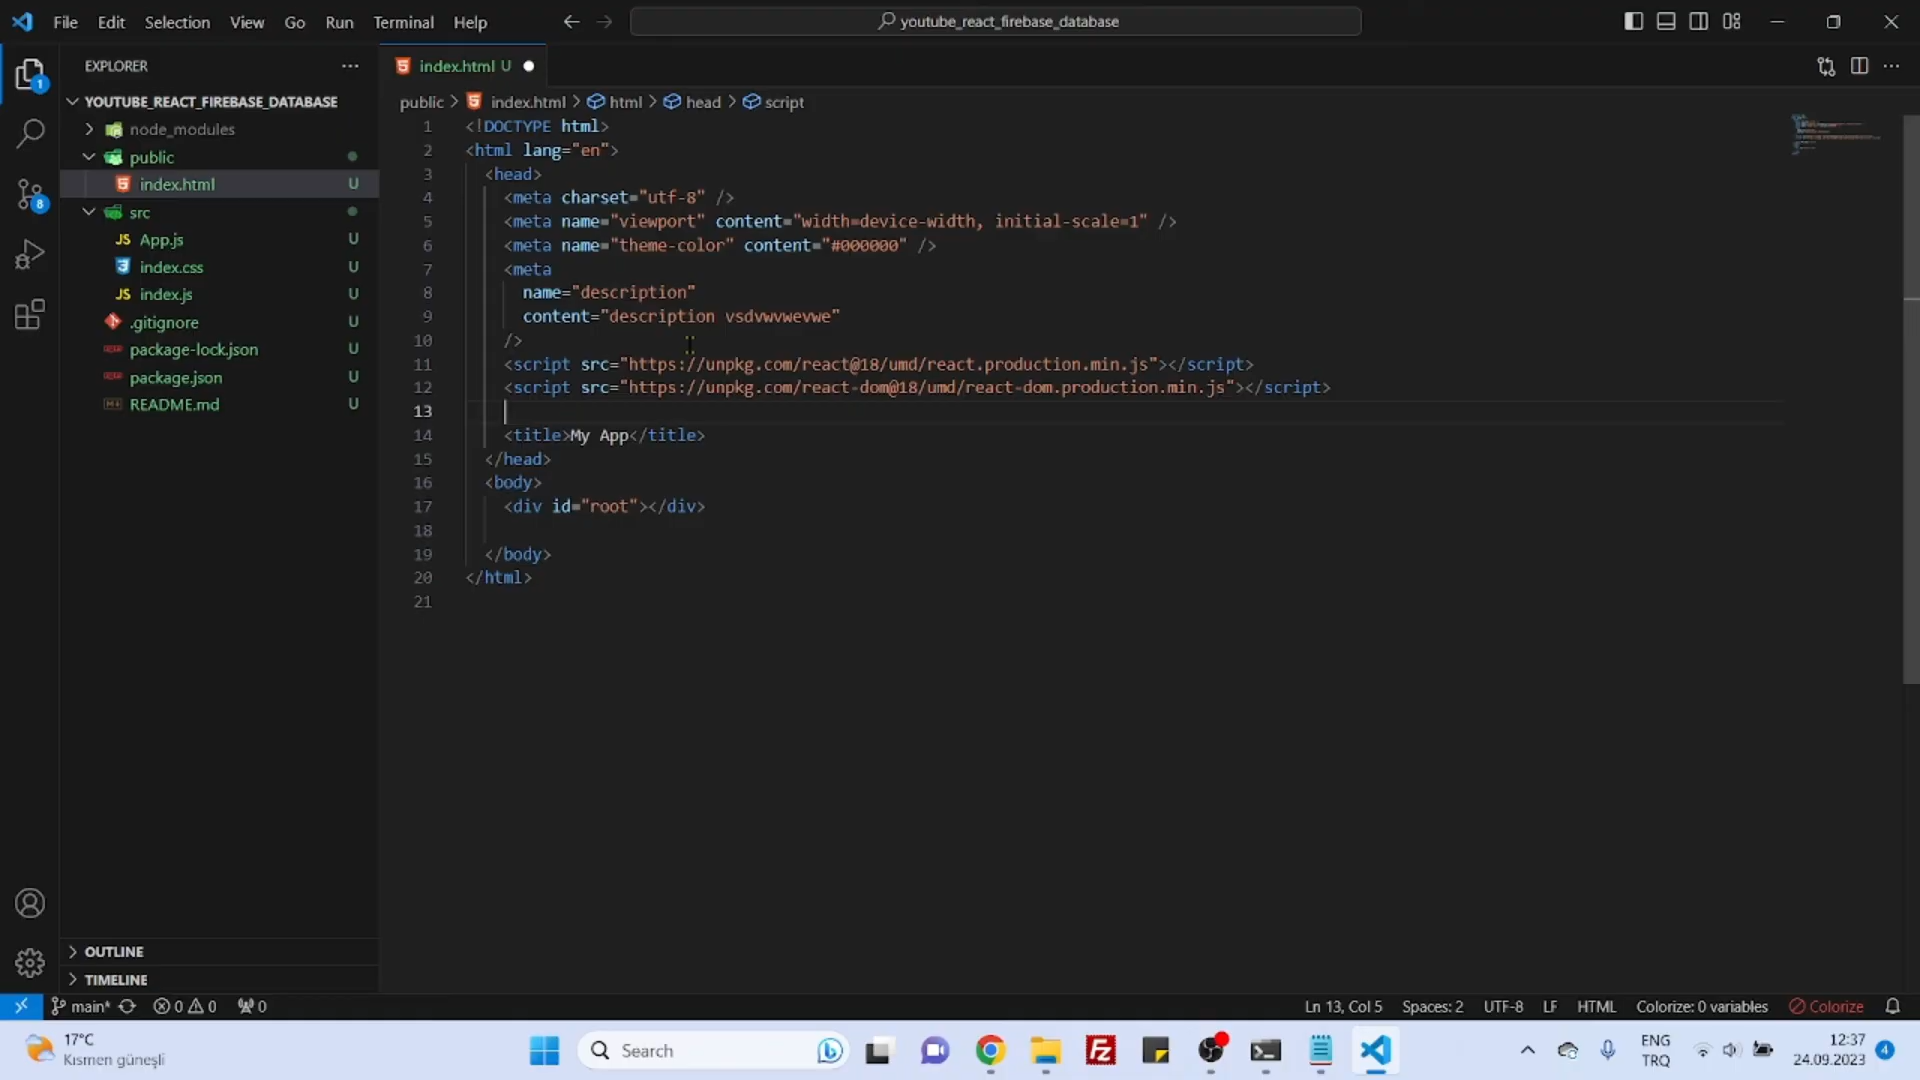 File Edit Selection View Go Run Terminal Help
youtube_react_firebase_database
EXPLORER
YOUTUBE_REACT_FIREBASE_DATABASE
node_modules
public
index.html U
src
App.js U
index.css U
index.js U
.gitignore U
package-lock.json U
package.json U
README.md U
OUTLINE
TIMELINE
index.html U
public > index.html > html > head > script
1 <!DOCTYPE html>
2 <html lang="en">
3 <head>
4 <meta charset="utf-8" />
5 <meta name="viewport" content="width=device-width, initial-scale=1" />
6 <meta name="theme-color" content="#000000" />
7 <meta
8 name="description"
9 content="description vsdvwvwevwe"
10 />
11 <script src="https://unpkg.com/react@18/umd/react.production.min.js"></script>
12 <script src="https://unpkg.com/react-dom@18/umd/react-dom.production.min.js"></script>
13
14 <title>My App</title>
15 </head>
16 <body>
17 <div id="root"></div>
18
19 </body>
20 </html>
21
1
8
main* 0 0 0
Ln 13, Col 5 Spaces: 2 UTF-8 LF HTML Colorize: 0 variables Colorize
17°C
Kısmen güneşli
Search
ENG
TRQ
12:37
24.09.2023
4